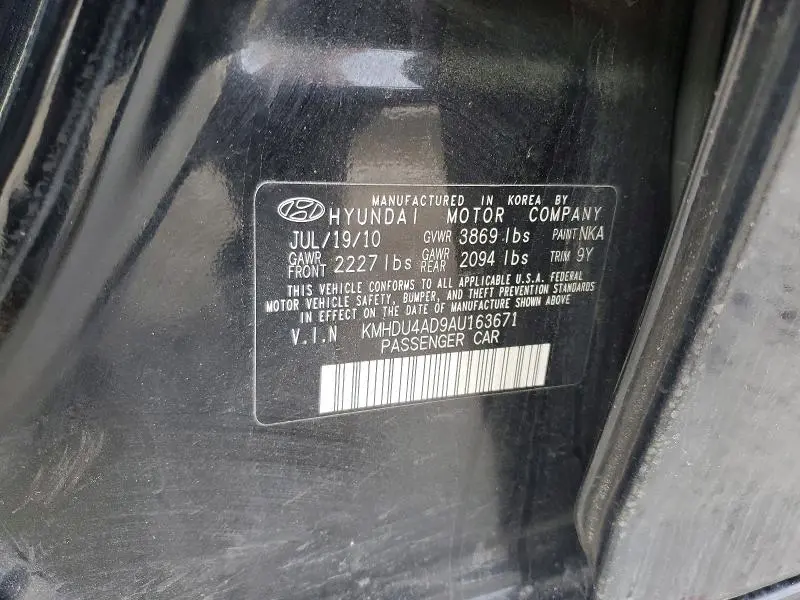 MANUFACTURED IN KOREA BY
HYUNDAI MOTOR COMPANY
JUL/19/10 GVWR 3869 lbs PAINT NKA
GAWR FRONT 2227 lbs GAWR REAR 2094 lbs TRIM 9Y
THIS VEHICLE CONFORMS TO ALL APPLICABLE U.S.A. FEDERAL
MOTOR VEHICLE SAFETY, BUMPER, AND THEFT PREVENTION STANDARDS
IN EFFECT ON THE DATE OF MANUFACTURE SHOWN ABOVE
V.I.N KMHDU4AD9AU163671
PASSENGER CAR